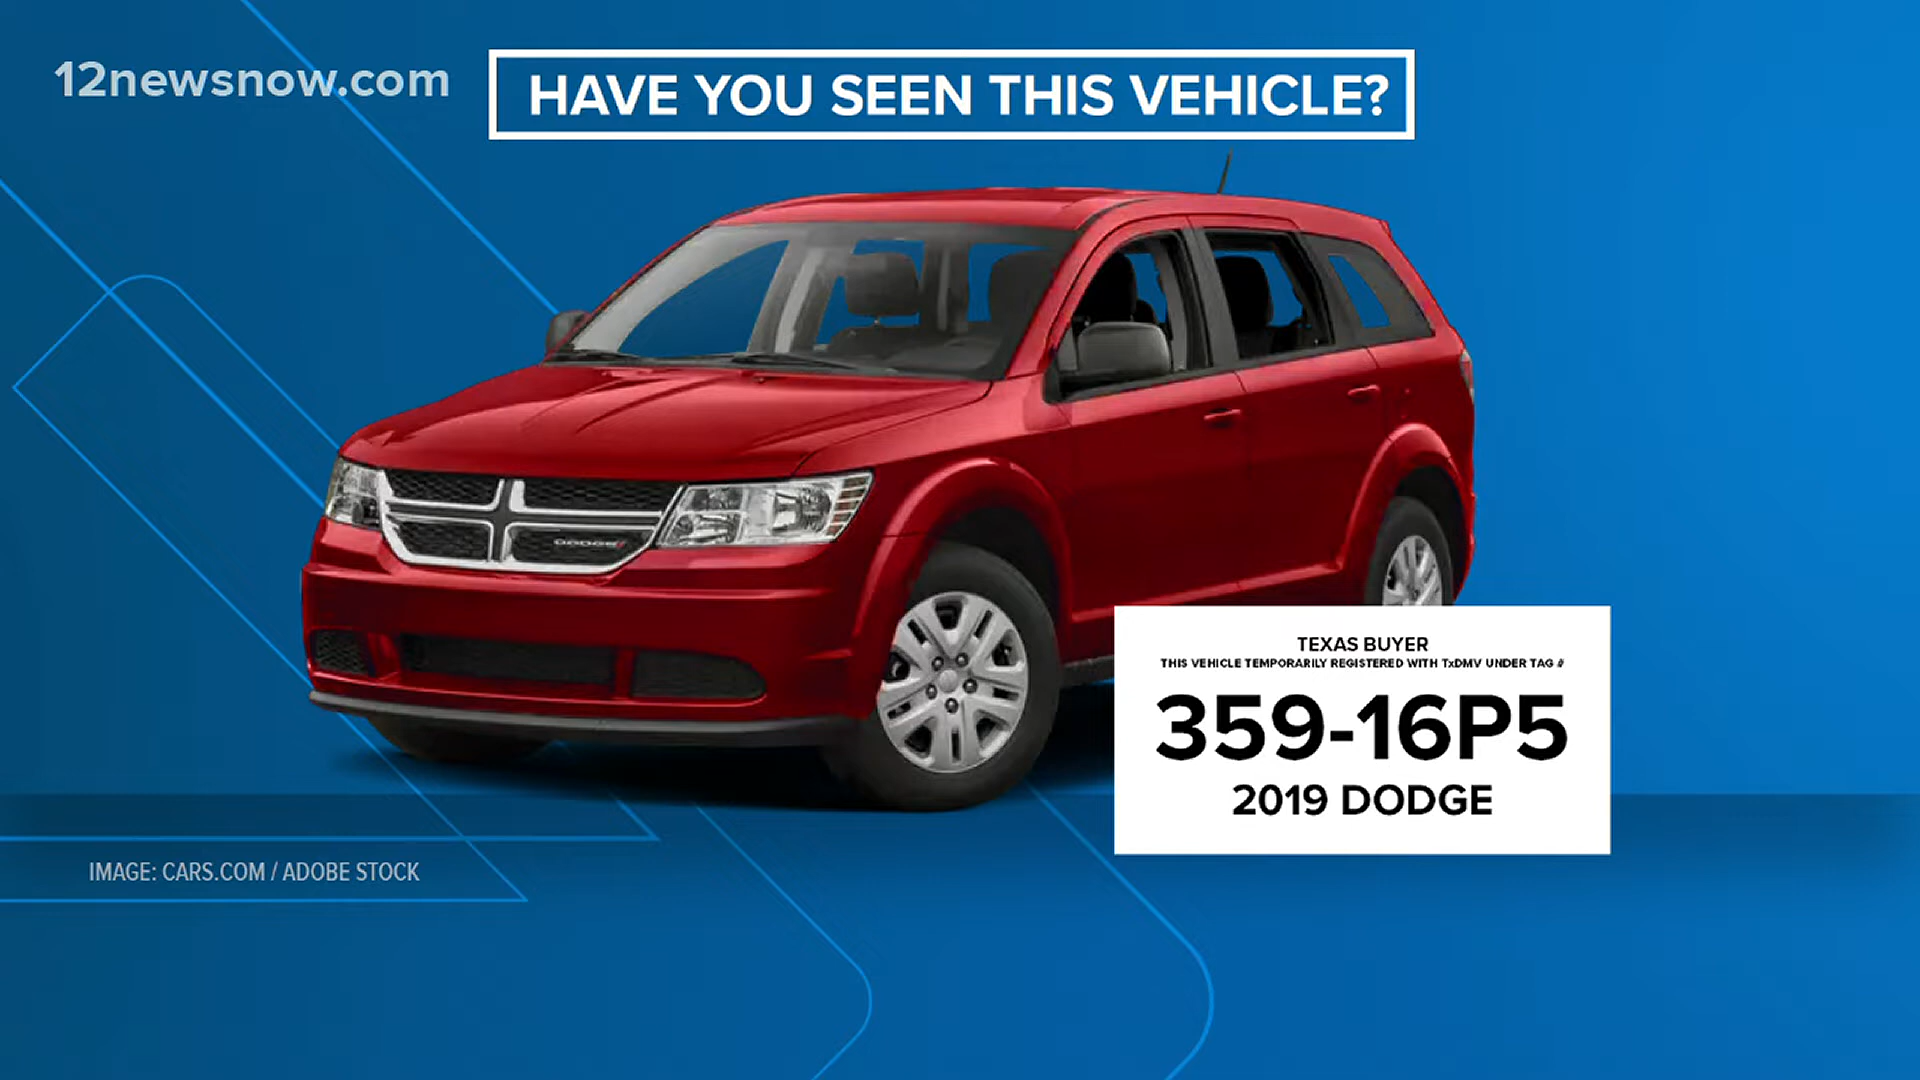 12newsnow.com
HAVE YOU SEEN THIS VEHICLE?
DODGE
TEXAS BUYER
THIS VEHICLE TEMPORARILY REGISTERED WITH TxDMV UNDER TAG #
359-16P5
2019 DODGE
IMAGE: CARS.COM / ADOBE STOCK